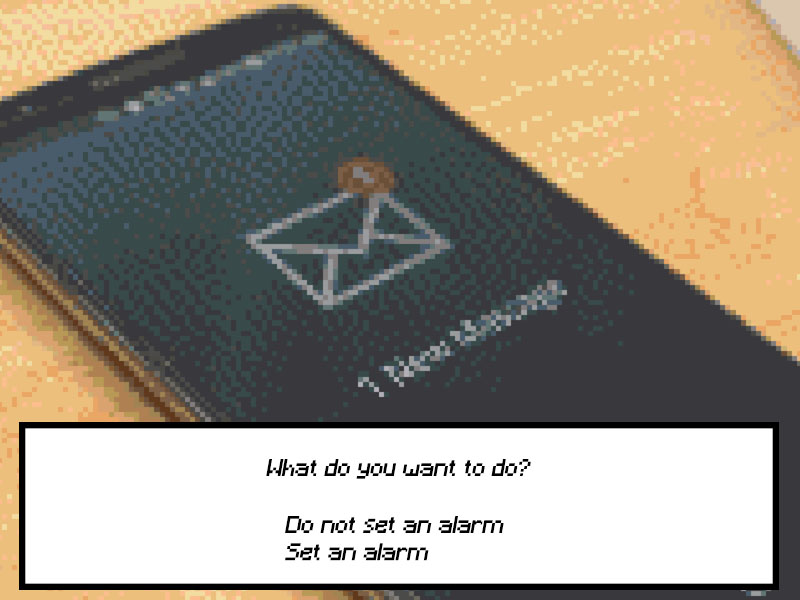 1 New Message
What do you want to do?
Do not set an alarm
Set an alarm